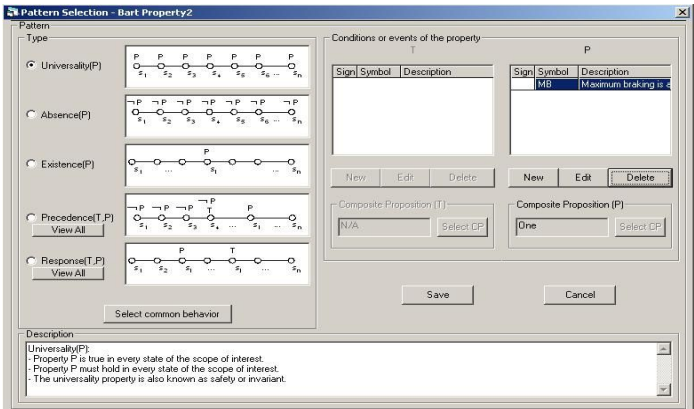 Pattern Selection - Bart Property2
Pattern
Type
Universality(P)
P P P P P P P
s1 s2 s3 s4 s5 s6 ... sn
Absence(P)
¬P ¬P ¬P ¬P ¬P ¬P ¬P
s1 s2 s3 s4 s5 s6 ... sn
Existence(P)
P
s1 ... si ... sn
Precedence(T,P)
View All
¬P ¬P ¬P ¬P T P
s1 s2 s3 s4 ... si sn
Response(T,P)
View All
P T
s1 s2 si ... si ... sn
Select common behavior
Conditions or events of the property
T
Sign Symbol Description
New Edit Delete
Composite Proposition (T)
N/A Select CP
P
Sign Symbol Description
MB Maximum braking is a
New Edit Delete
Composite Proposition (P)
One Select CP
Save Cancel
Description
Universality(P):
- Property P is true in every state of the scope of interest.
- Property P must hold in every state of the scope of interest.
- The universality property is also known as safety or invariant.